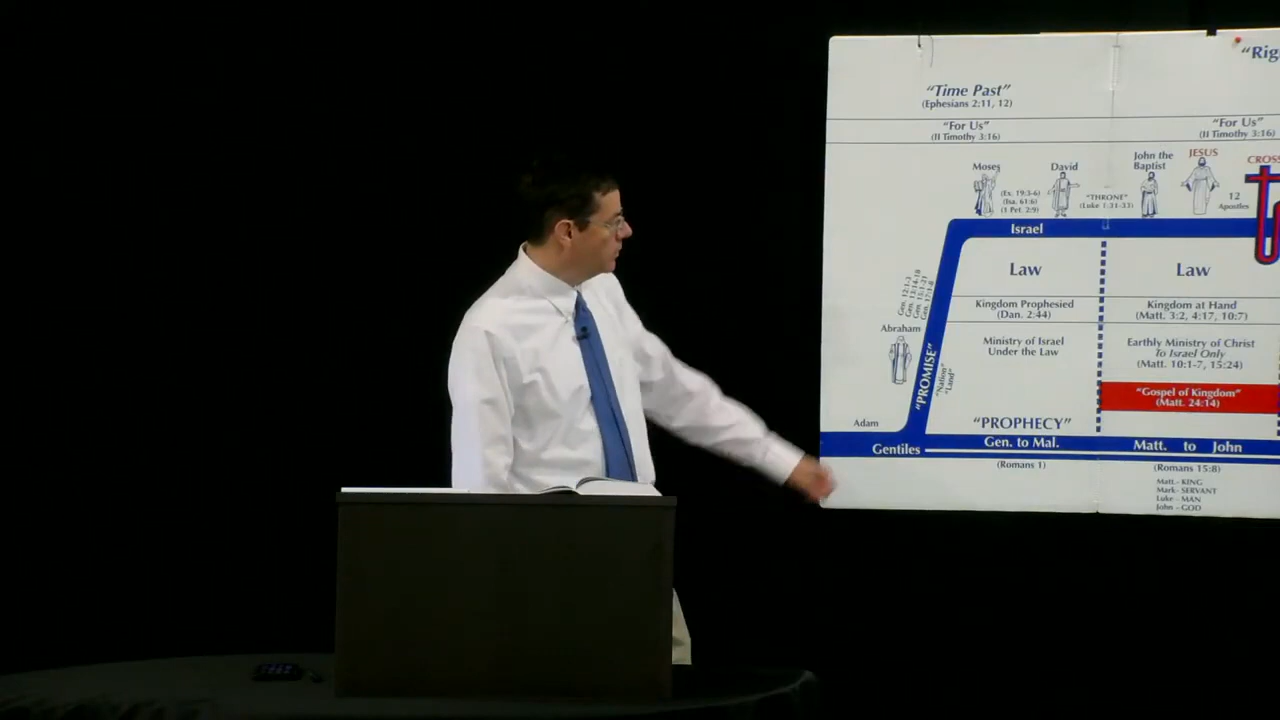 “Rig
“Time Past”
(Ephesians 2:11, 12)
“For Us”
(II Timothy 3:16)
“For Us”
(II Timothy 3:16)
Moses
(Ex. 19:3-6)
(Isa. 61:6)
(1 Pet. 2:9)
David
“THRONE”
(Luke 1:31-33)
John the
Baptist
JESUS
12
Apostles
CROSS
Israel
Law
Kingdom Prophesied
(Dan. 2:44)
Ministry of Israel
Under the Law
Law
Kingdom at Hand
(Matt. 3:2, 4:17, 10:7)
Earthly Ministry of Christ
To Israel Only
(Matt. 10:1-7, 15:24)
“Gospel of Kingdom”
(Matt. 24:14)
Gen. 12:1-3
Gen. 13:14-18
Gen. 15:1-21
Gen. 17:1-8
Abraham
“PROMISE”
“Nation”
“Land”
Adam
“PROPHECY”
Gentiles
Gen. to Mal.
Matt. to John
(Romans 1)
(Romans 15:8)
Matt.- KING
Mark- SERVANT
Luke - MAN
John - GOD